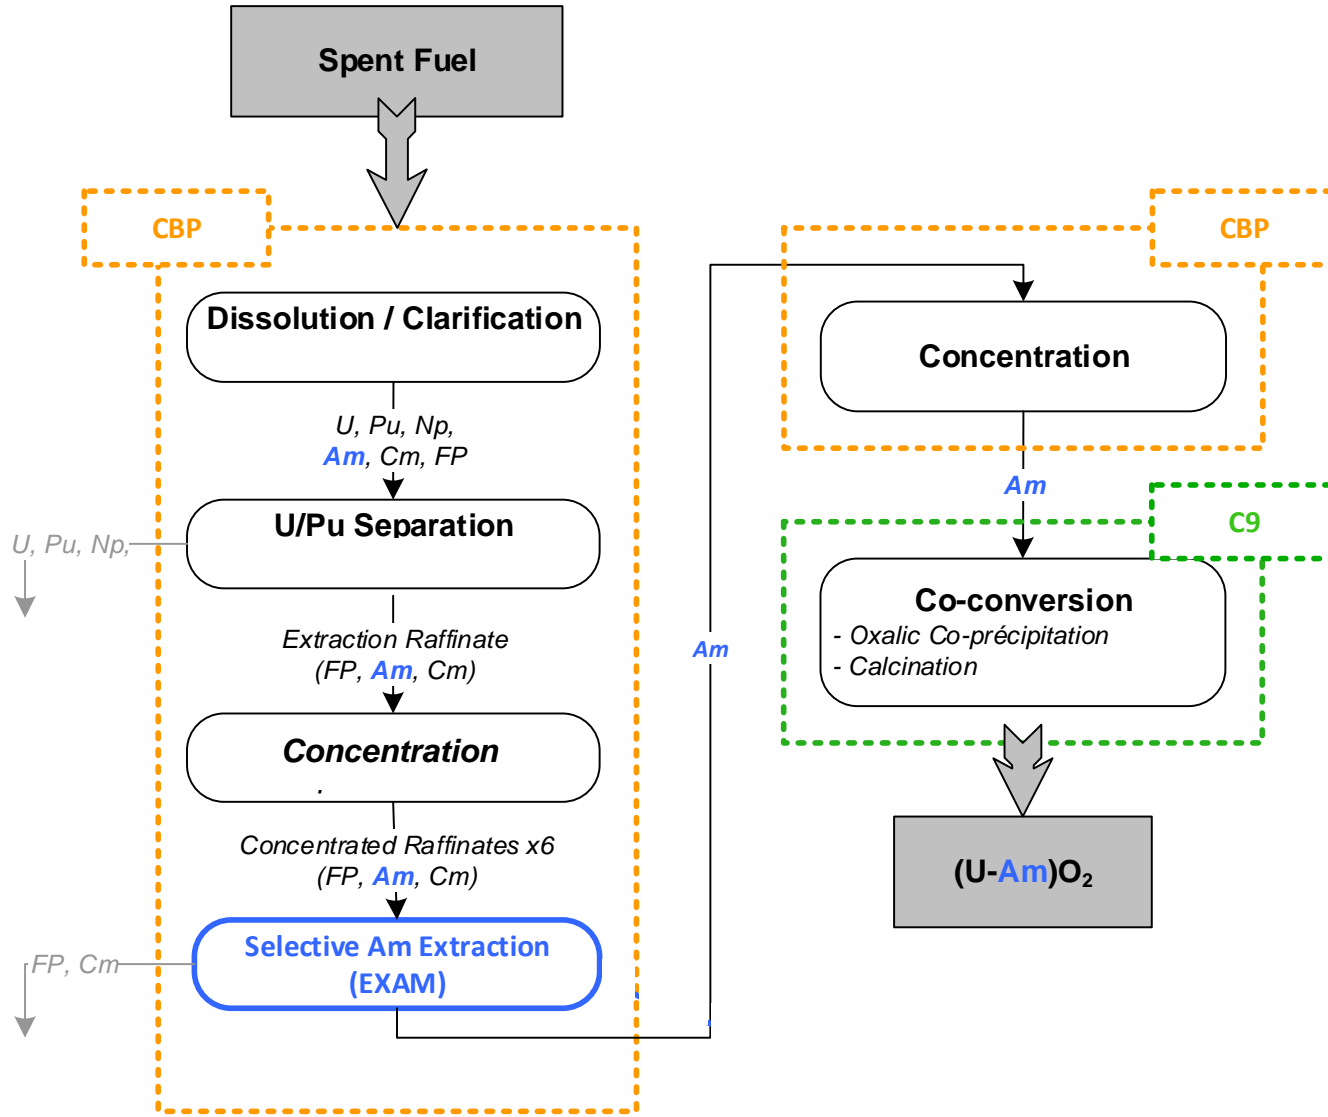 Spent Fuel
CBP
Dissolution / Clarification
U, Pu, Np,
Am, Cm, FP
U/Pu Separation
U, Pu, Np,
Extraction Raffinate
(FP, Am, Cm)
Concentration
.
Concentrated Raffinates x6
(FP, Am, Cm)
Selective Am Extraction
(EXAM)
FP, Cm
Am
CBP
Concentration
Am
C9
Co-conversion
- Oxalic Co-précipitation
- Calcination
(U-Am)O₂